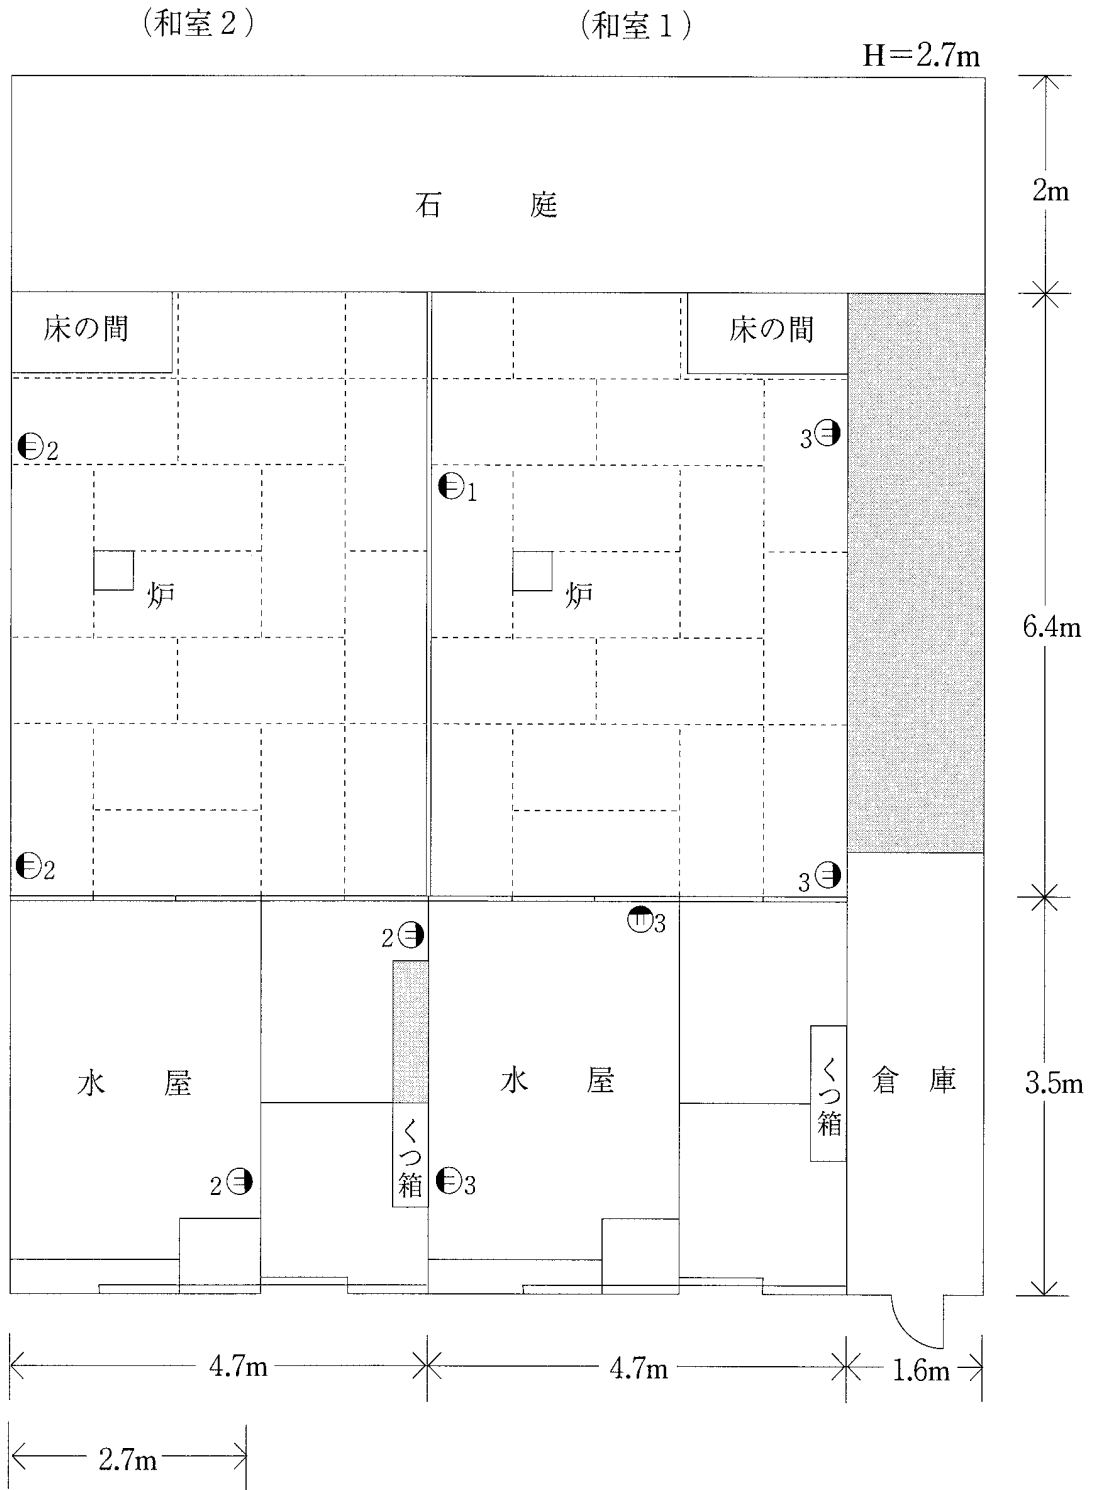 (和室2)
(和室1)
H=2.7m
2m
石 庭
床の間
床の間
2
3
1
炉
炉
6.4m
2
3
2
3
水 屋
水 屋
くつ箱
倉 庫
3.5m
くつ箱
2
3
4.7m
4.7m
1.6m
2.7m